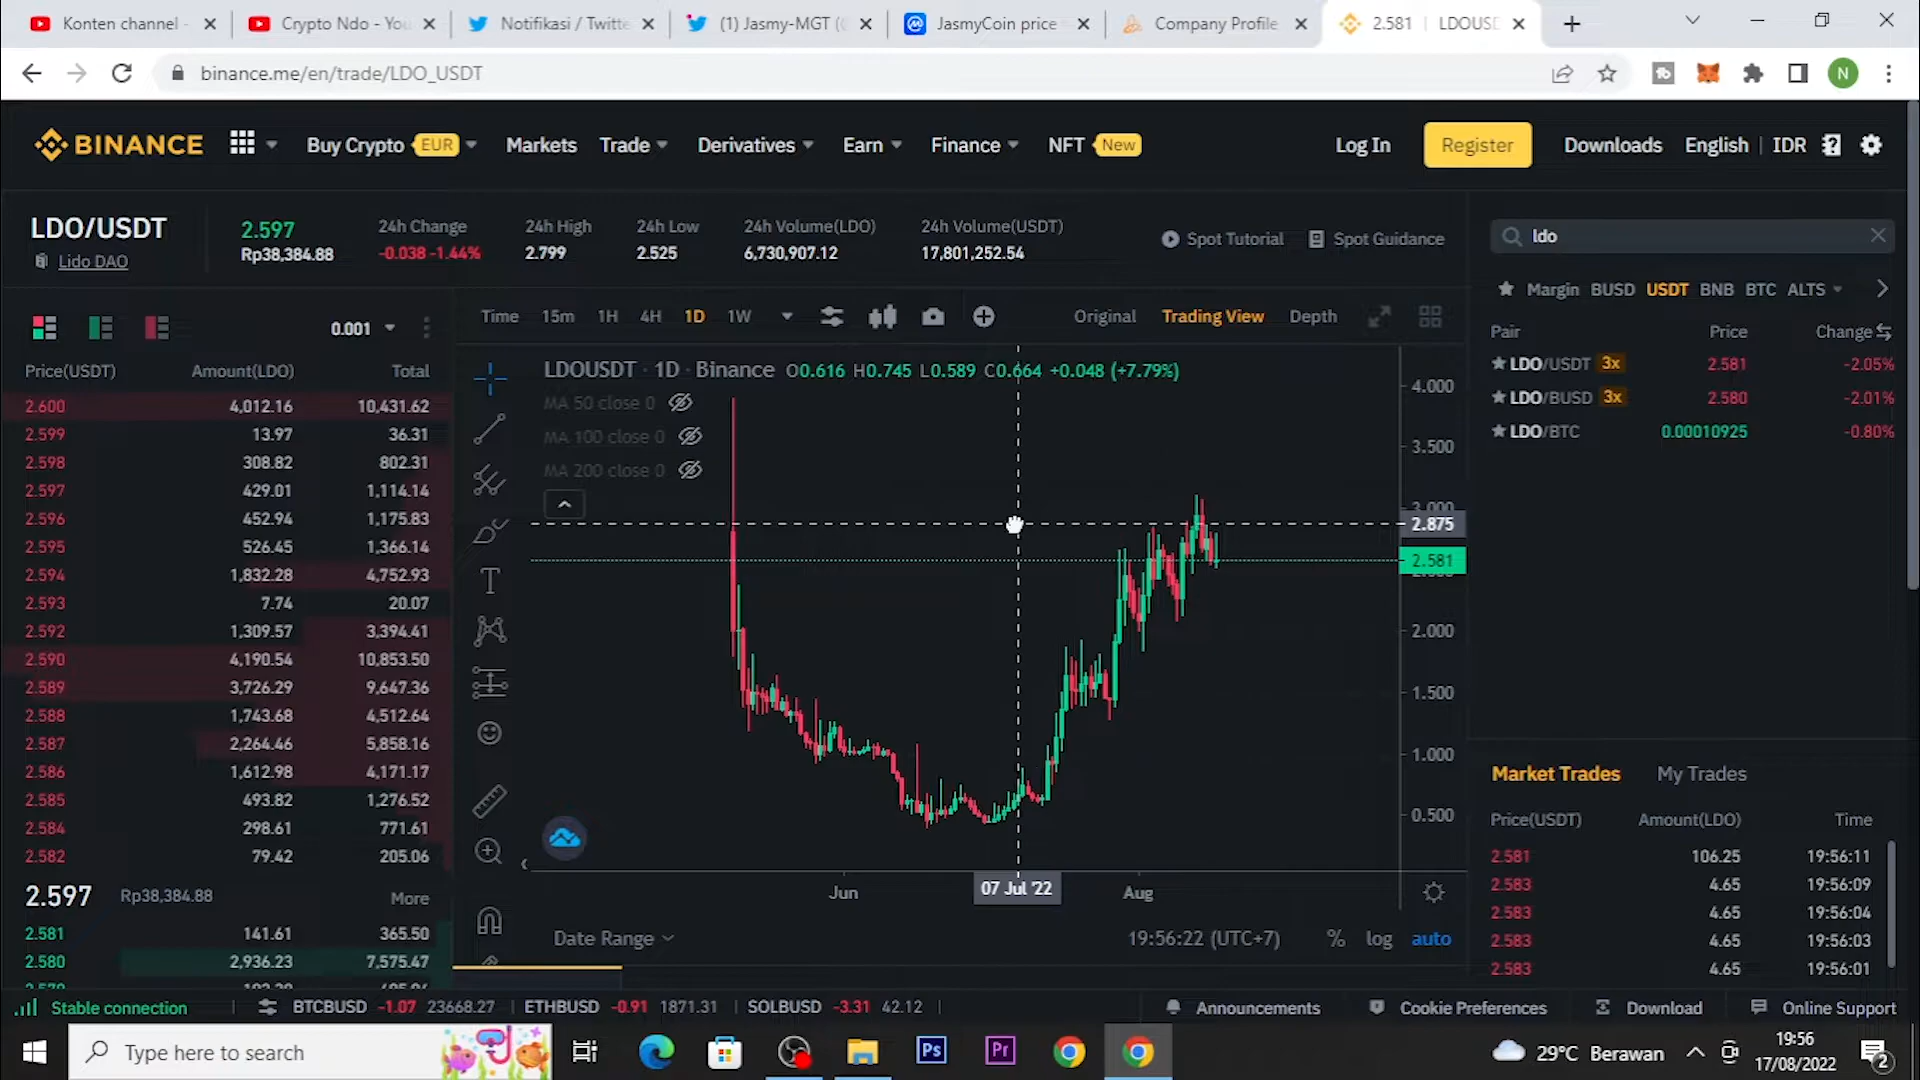 Konten channel -
Crypto Ndo - You
Notifikasi / Twitte
(1) Jasmy-MGT (
JasmyCoin price
Company Profile
2.581 | LDOUSD
binance.me/en/trade/LDO_USDT
N
BINANCE
Buy Crypto EUR
Markets
Trade
Derivatives
Earn
Finance
NFT New
Log In
Register
Downloads
English | IDR
LDO/USDT
Lido DAO
2.597
Rp38,384.88
24h Change
-0.038 -1.44%
24h High
2.799
24h Low
2.525
24h Volume(LDO)
6,730,907.12
24h Volume(USDT)
17,801,252.54
Spot Tutorial
Spot Guidance
ldo
Margin BUSD USDT BNB BTC ALTS
Pair Price Change
LDO/USDT 3x 2.581 -2.05%
LDO/BUSD 3x 2.580 -2.01%
LDO/BTC 0.00010925 -0.80%
0.001
Price(USDT) Amount(LDO) Total
2.600 4,012.16 10,431.62
2.599 13.97 36.31
2.598 308.82 802.31
2.597 429.01 1,114.14
2.596 452.94 1,175.83
2.595 526.45 1,366.14
2.594 1,832.28 4,752.93
2.593 7.74 20.07
2.592 1,309.57 3,394.41
2.590 4,190.54 10,853.50
2.589 3,726.29 9,647.36
2.588 1,743.68 4,512.64
2.587 2,264.46 5,858.16
2.586 1,612.98 4,171.17
2.585 493.82 1,276.52
2.584 298.61 771.61
2.582 79.42 205.06
2.597 Rp38,384.88 More
2.581 141.61 365.50
2.580 2,936.23 7,575.47
Time 15m 1H 4H 1D 1W
Original Trading View Depth
LDOUSDT · 1D · Binance O0.616 H0.745 L0.589 C0.664 +0.048 (+7.79%)
MA 50 close 0
MA 100 close 0
MA 200 close 0
4.000
3.500
3.000
2.875
2.581
2.000
1.500
1.000
0.500
Jun
07 Jul '22
Aug
Date Range
19:56:22 (UTC+7)
% log auto
Market Trades My Trades
Price(USDT) Amount(LDO) Time
2.581 106.25 19:56:11
2.583 4.65 19:56:09
2.583 4.65 19:56:04
2.583 4.65 19:56:03
2.583 4.65 19:56:01
Stable connection
BTCBUSD -1.07 23668.27
ETHBUSD -0.91 1871.31
SOLBUSD -3.31 42.12
Announcements
Cookie Preferences
Download
Online Support
Type here to search
Ps
Pr
29°C Berawan
19:56
17/08/2022
2